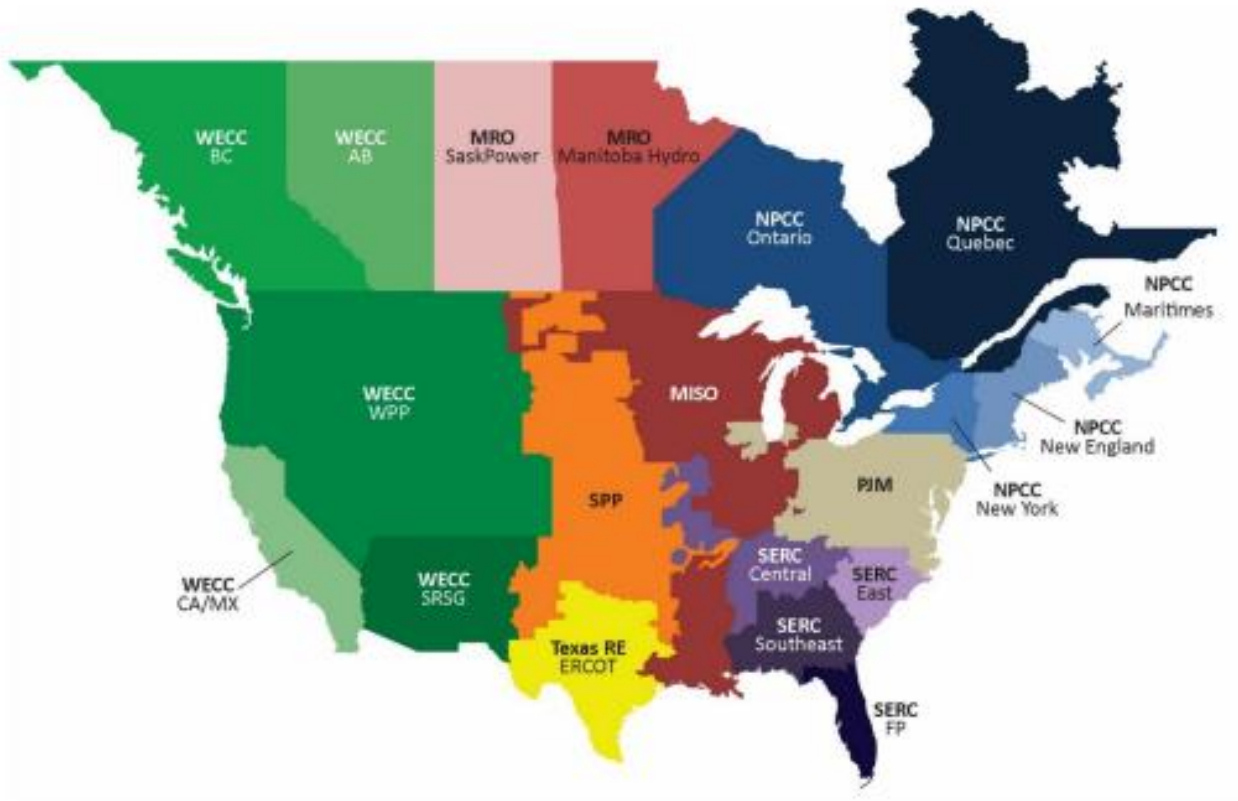 WECC
BC
WECC
AB
MRO
SaskPower
MRO
Manitoba Hydro
NPCC
Ontario
NPCC
Quebec
NPCC
Maritimes
WECC
WPP
MISO
NPCC
New England
SPP
PJM
NPCC
New York
WECC
CA/MX
WECC
SRSG
SERC
Central
SERC
East
SERC
Southeast
Texas RE
ERCOT
SERC
FP